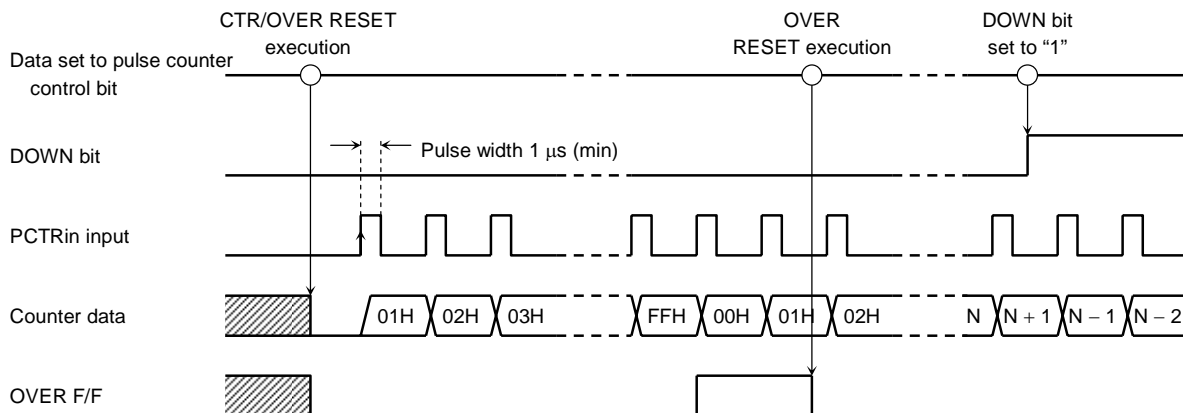 CTR/OVER RESET
execution
OVER
RESET execution
DOWN bit
set to “1”
Data set to pulse counter
control bit
DOWN bit
Pulse width 1 μs (min)
PCTRin input
Counter data
01H 02H 03H FFH 00H 01H 02H N N + 1 N − 1 N − 2
OVER F/F